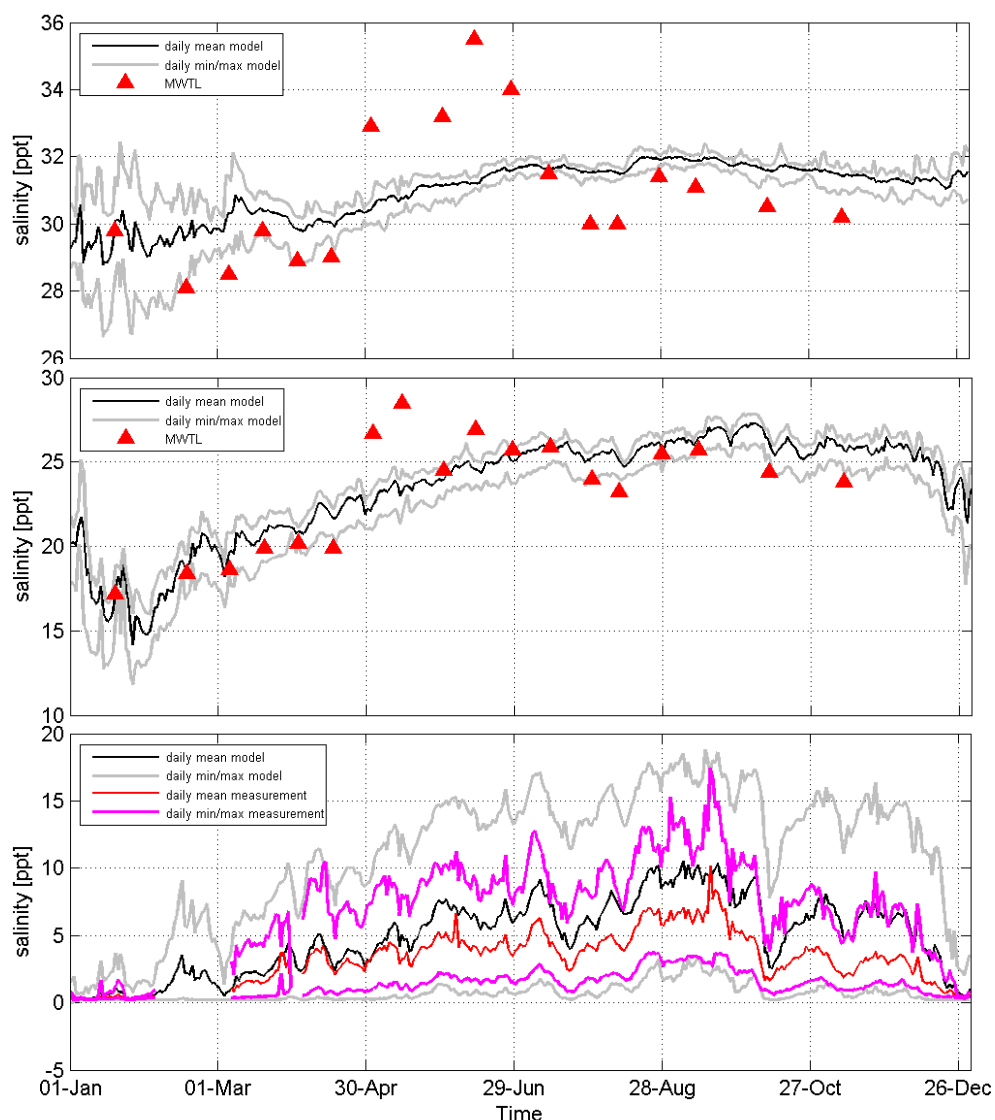 36
34
32
30
28
26
salinity [ppt]
daily mean model
daily min/max model
MWTL
30
25
20
15
10
salinity [ppt]
daily mean model
daily min/max model
MWTL
20
15
10
5
0
-5
salinity [ppt]
daily mean model
daily min/max model
daily mean measurement
daily min/max measurement
01-Jan 01-Mar 30-Apr 29-Jun 28-Aug 27-Oct 26-Dec
Time